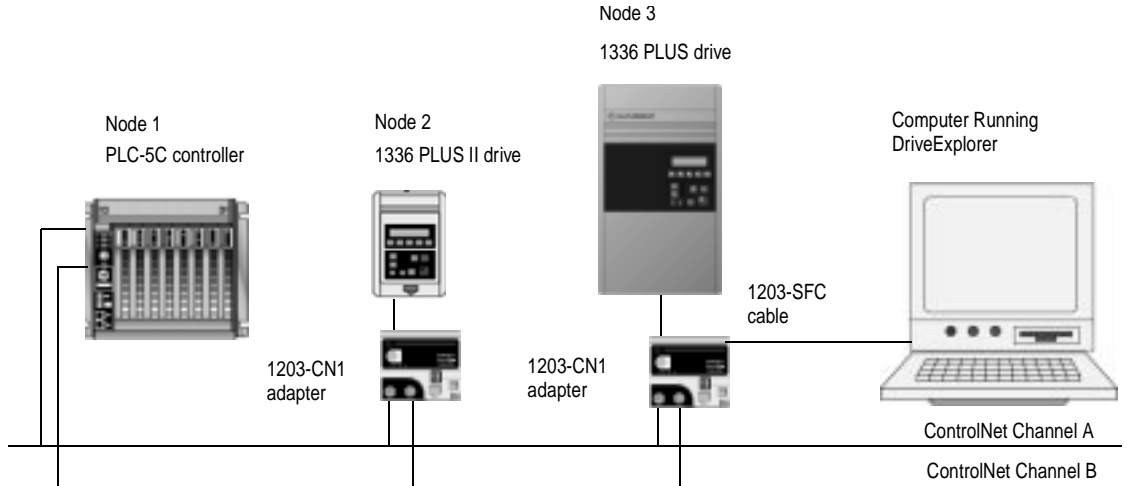 Node 3
1336 PLUS drive
Node 1
PLC-5C controller
Node 2
1336 PLUS II drive
Computer Running
DriveExplorer
1203-SFC
cable
1203-CN1
adapter
1203-CN1
adapter
ControlNet Channel A
ControlNet Channel B